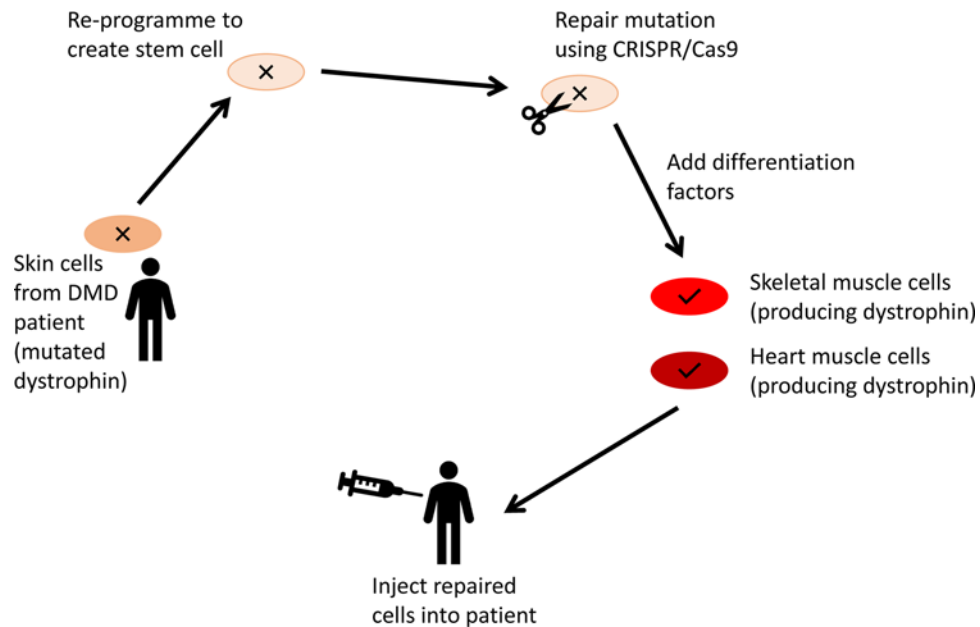 Re-programme to
create stem cell
Repair mutation
using CRISPR/Cas9
Add differentiation
factors
Skin cells
from DMD
patient
(mutated
dystrophin)
Skeletal muscle cells
(producing dystrophin)
Heart muscle cells
(producing dystrophin)
Inject repaired
cells into patient